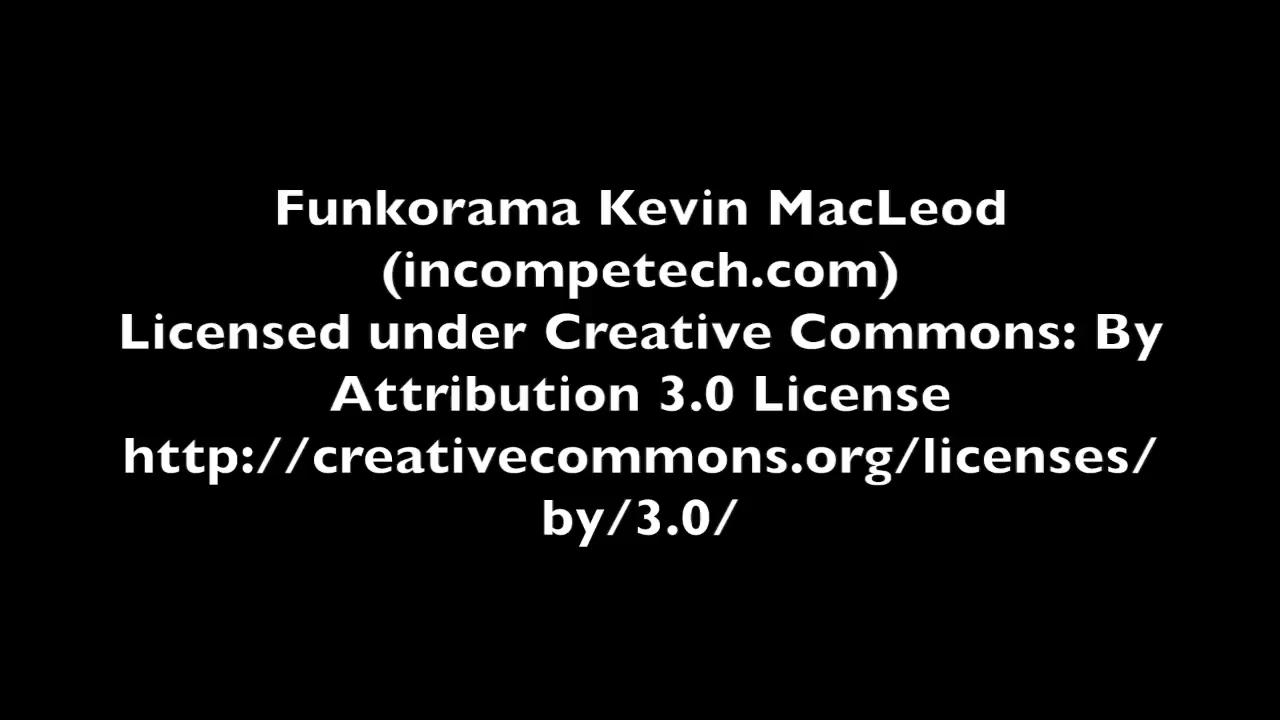 Funkorama Kevin MacLeod
(incompetech.com)
Licensed under Creative Commons: By
Attribution 3.0 License
http://creativecommons.org/licenses/
by/3.0/